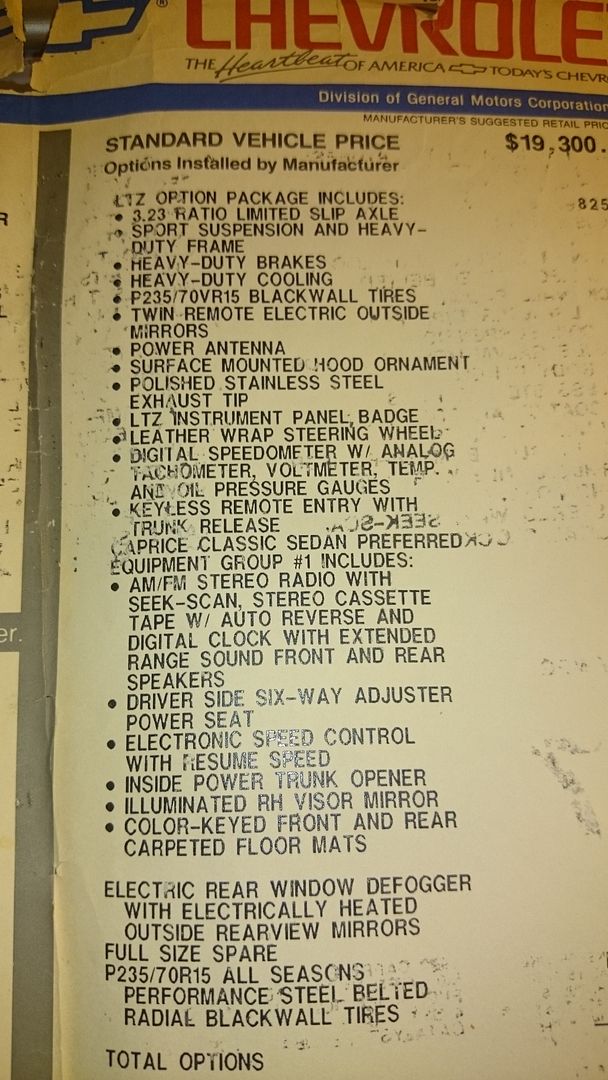 CHEVROLE
THE Heartbeat OF AMERICA TODAY'S CHEVR
Division of General Motors Corporation
MANUFACTURER'S SUGGESTED RETAIL PRIC
STANDARD VEHICLE PRICE $19,300.
Options Installed by Manufacturer
LTZ OPTION PACKAGE INCLUDES: 825
• 3.23 RATIO LIMITED SLIP AXLE
• SPORT SUSPENSION AND HEAVY-
DUTY FRAME
• HEAVY-DUTY BRAKES
• HEAVY-DUTY COOLING
• P235/70VR15 BLACKWALL TIRES
• TWIN REMOTE ELECTRIC OUTSIDE
MIRRORS
• POWER ANTENNA
• SURFACE MOUNTED HOOD ORNAMENT
• POLISHED STAINLESS STEEL
EXHAUST TIP
• LTZ INSTRUMENT PANEL BADGE
• LEATHER WRAP STEERING WHEEL
• DIGITAL SPEEDOMETER W/ ANALOG
TACHOMETER, VOLTMETER, TEMP.
AND OIL PRESSURE GAUGES
• KEYLESS REMOTE ENTRY WITH
TRUNK RELEASE
CAPRICE CLASSIC SEDAN PREFERRED
EQUIPMENT GROUP #1 INCLUDES:
• AM/FM STEREO RADIO WITH
SEEK-SCAN, STEREO CASSETTE
TAPE W/ AUTO REVERSE AND
DIGITAL CLOCK WITH EXTENDED
RANGE SOUND FRONT AND REAR
SPEAKERS
• DRIVER SIDE SIX-WAY ADJUSTER
POWER SEAT
• ELECTRONIC SPEED CONTROL
WITH RESUME SPEED
• INSIDE POWER TRUNK OPENER
• ILLUMINATED RH VISOR MIRROR
• COLOR-KEYED FRONT AND REAR
CARPETED FLOOR MATS
ELECTRIC REAR WINDOW DEFOGGER
WITH ELECTRICALLY HEATED
OUTSIDE REARVIEW MIRRORS
FULL SIZE SPARE
P235/70R15 ALL SEASONS
PERFORMANCE STEEL BELTED
RADIAL BLACKWALL TIRES
TOTAL OPTIONS